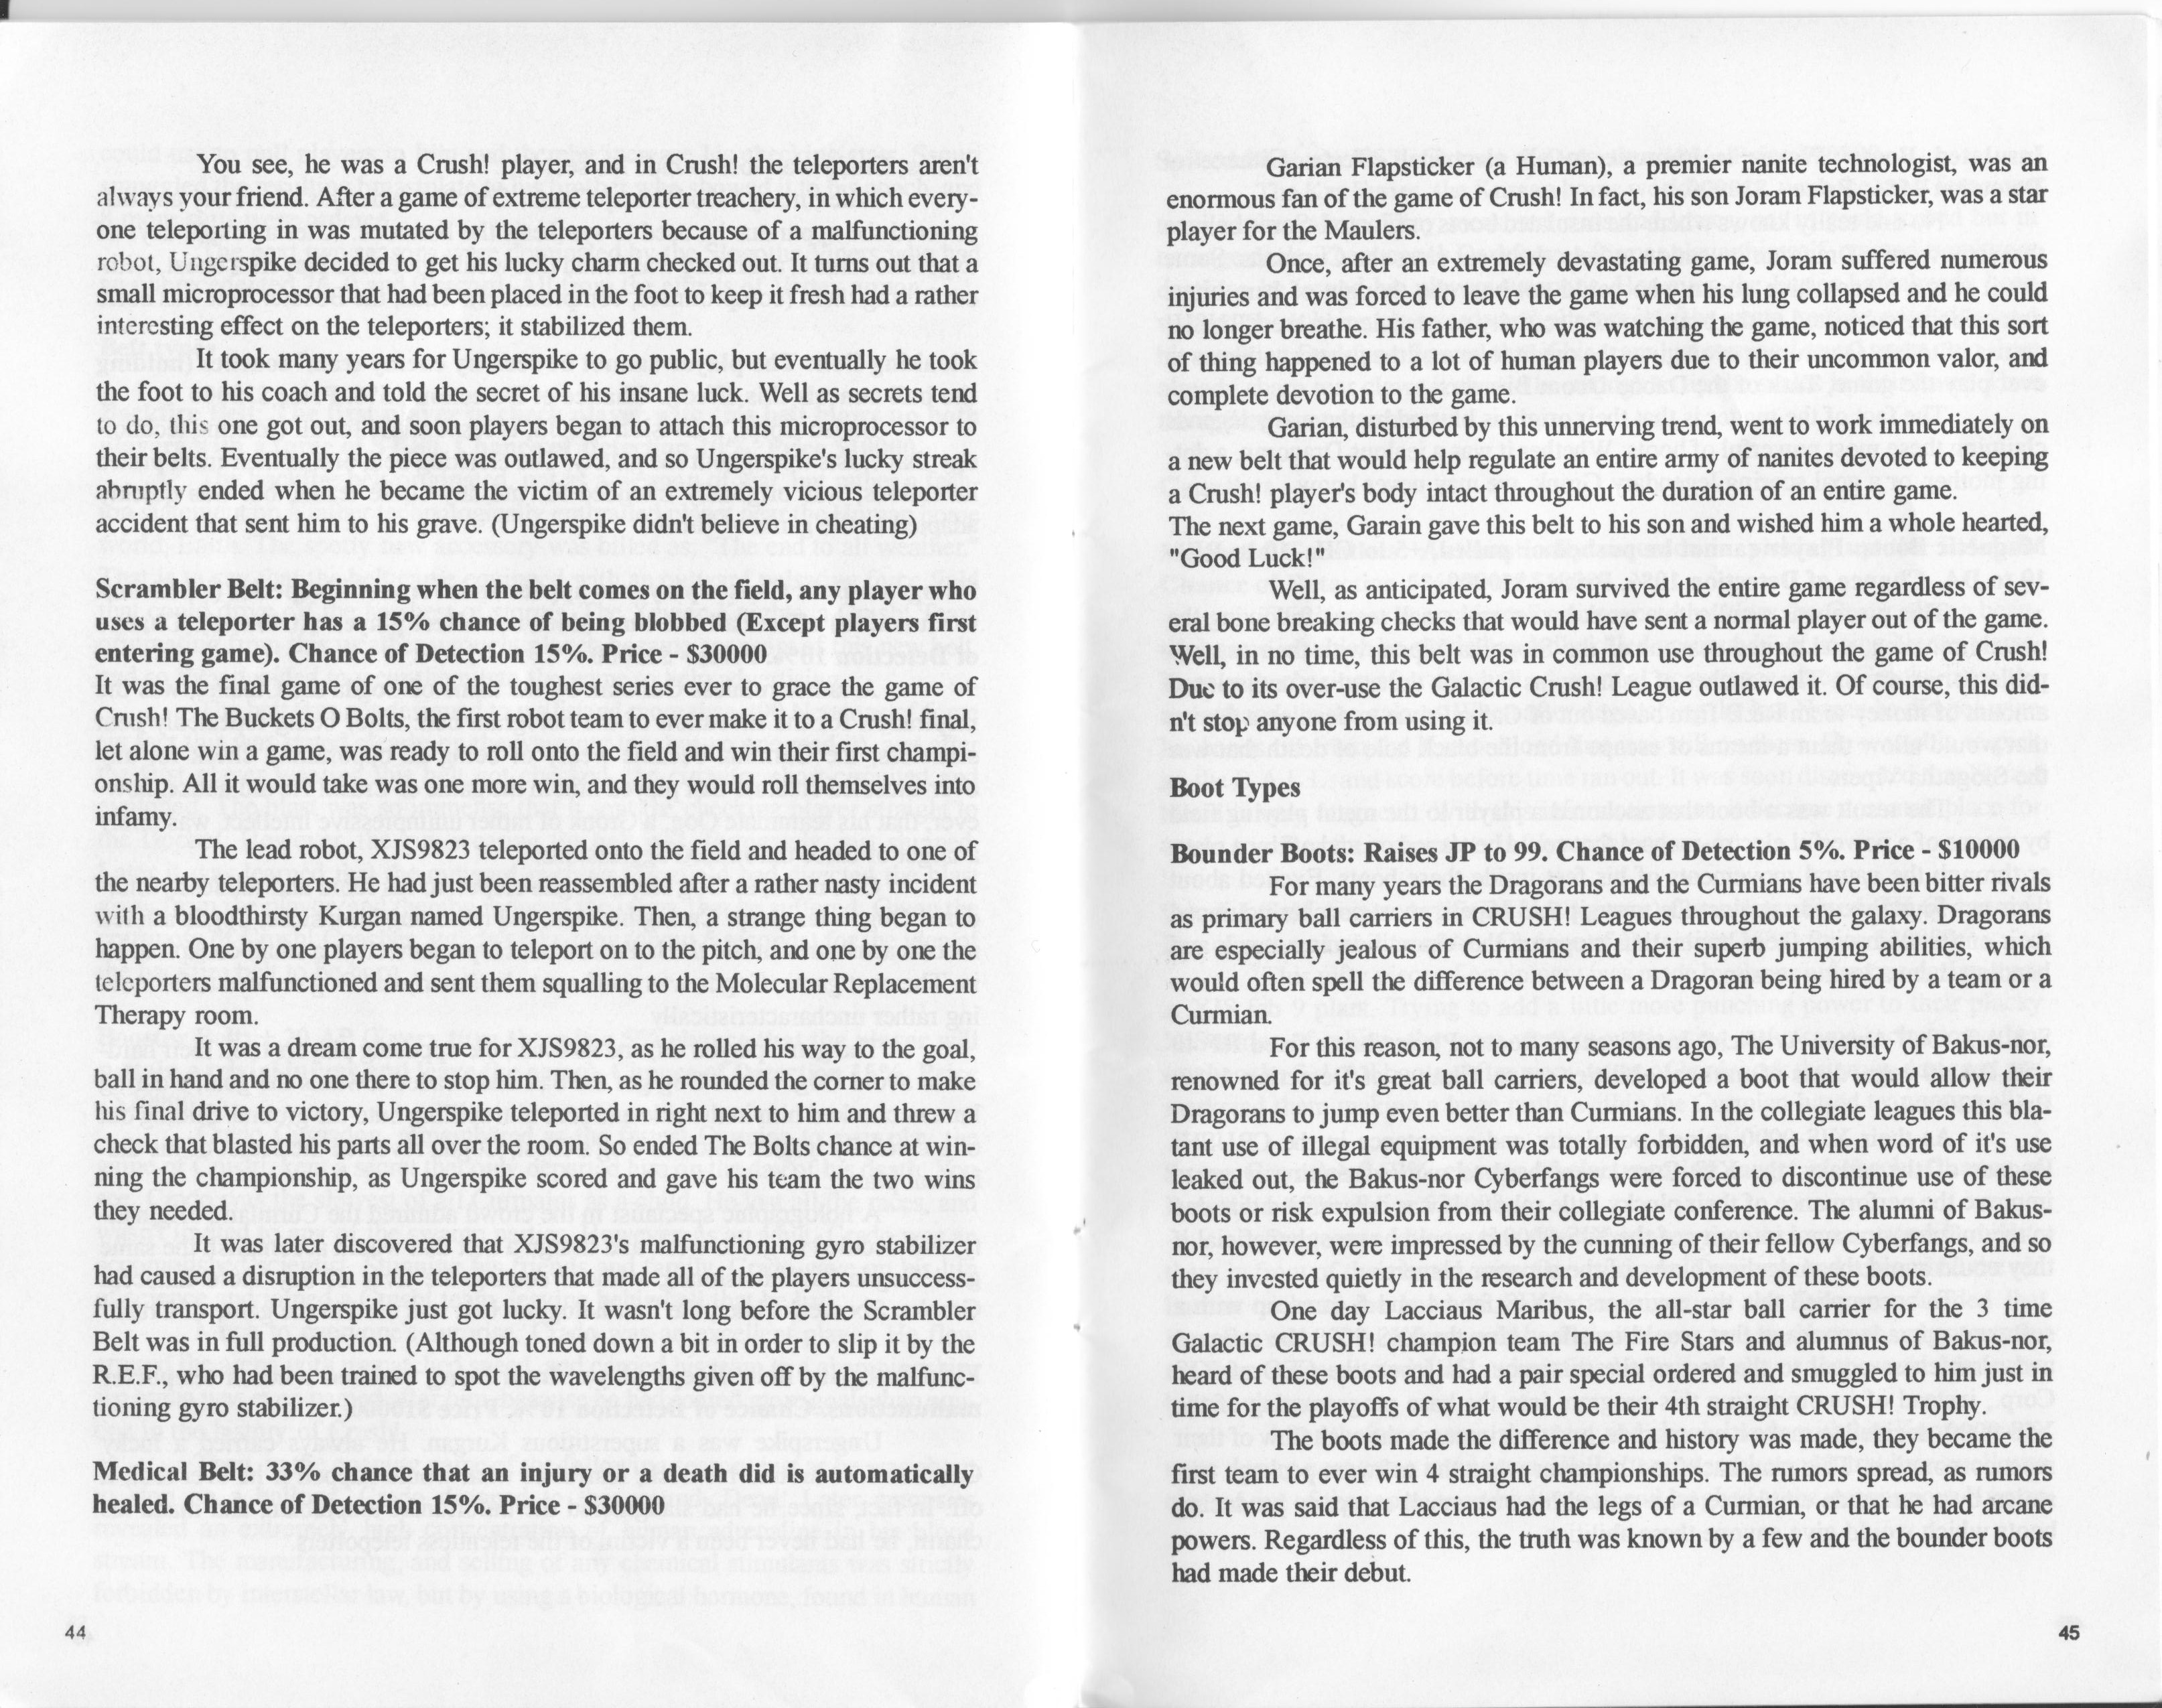 You see, he was a Crush! player, and in Crush! the teleporters aren't
always your friend. After a game of extreme teleporter treachery, in which every-
one teleporting in was mutated by the teleporters because of a malfunctioning
robot, Ungerspike decided to get his lucky charm checked out. It turns out that a
small microprocessor that had been placed in the foot to keep it fresh had a rather
interesting effect on the teleporters; it stabilized them.
It took many years for Ungerspike to go public, but eventually he took
the foot to his coach and told the secret of his insane luck. Well as secrets tend
to do, this one got out, and soon players began to attach this microprocessor to
their belts. Eventually the piece was outlawed, and so Ungerspike's lucky streak
abruptly ended when he became the victim of an extremely vicious teleporter
accident that sent him to his grave. (Ungerspike didn't believe in cheating)
Scrambler Belt: Beginning when the belt comes on the field, any player who
uses a teleporter has a 15% chance of being blobbed (Except players first
entering game). Chance of Detection 15%. Price - $30000
It was the final game of one of the toughest series ever to grace the game of
Crush! The Buckets O Bolts, the first robot team to ever make it to a Crush! final,
let alone win a game, was ready to roll onto the field and win their first champi-
onship. All it would take was one more win, and they would roll themselves into
infamy.
The lead robot, XJS9823 teleported onto the field and headed to one of
the nearby teleporters. He had just been reassembled after a rather nasty incident
with a bloodthirsty Kurgan named Ungerspike. Then, a strange thing began to
happen. One by one players began to teleport on to the pitch, and one by one the
teleporters malfunctioned and sent them squalling to the Molecular Replacement
Therapy room.
It was a dream come true for XJS9823, as he rolled his way to the goal,
ball in hand and no one there to stop him. Then, as he rounded the corner to make
his final drive to victory, Ungerspike teleported in right next to him and threw a
check that blasted his parts all over the room. So ended The Bolts chance at win-
ning the championship, as Ungerspike scored and gave his team the two wins
they needed.
It was later discovered that XJS9823's malfunctioning gyro stabilizer
had caused a disruption in the teleporters that made all of the players unsuccess-
fully transport. Ungerspike just got lucky. It wasn't long before the Scrambler
Belt was in full production. (Although toned down a bit in order to slip it by the
R.E.F., who had been trained to spot the wavelengths given off by the malfunc-
tioning gyro stabilizer.)
Medical Belt: 33% chance that an injury or a death did is automatically
healed. Chance of Detection 15%. Price - $30000
44
Garian Flapsticker (a Human), a premier nanite technologist, was an
enormous fan of the game of Crush! In fact, his son Joram Flapsticker, was a star
player for the Maulers.
Once, after an extremely devastating game, Joram suffered numerous
injuries and was forced to leave the game when his lung collapsed and he could
no longer breathe. His father, who was watching the game, noticed that this sort
of thing happened to a lot of human players due to their uncommon valor, and
complete devotion to the game.
Garian, disturbed by this unnerving trend, went to work immediately on
a new belt that would help regulate an entire army of nanites devoted to keeping
a Crush! player's body intact throughout the duration of an entire game.
The next game, Garain gave this belt to his son and wished him a whole hearted,
"Good Luck!"
Well, as anticipated, Joram survived the entire game regardless of sev-
eral bone breaking checks that would have sent a normal player out of the game.
Well, in no time, this belt was in common use throughout the game of Crush!
Due to its over-use the Galactic Crush! League outlawed it. Of course, this did-
n't stop anyone from using it.
Boot Types
Bounder Boots: Raises JP to 99. Chance of Detection 5%. Price - $10000
For many years the Dragorans and the Curmians have been bitter rivals
as primary ball carriers in CRUSH! Leagues throughout the galaxy. Dragorans
are especially jealous of Curmians and their superb jumping abilities, which
would often spell the difference between a Dragoran being hired by a team or a
Curmian.
For this reason, not to many seasons ago, The University of Bakus-nor,
renowned for it's great ball carriers, developed a boot that would allow their
Dragorans to jump even better than Curmians. In the collegiate leagues this bla-
tant use of illegal equipment was totally forbidden, and when word of it's use
leaked out, the Bakus-nor Cyberfangs were forced to discontinue use of these
boots or risk expulsion from their collegiate conference. The alumni of Bakus-
nor, however, were impressed by the cunning of their fellow Cyberfangs, and so
they invested quietly in the research and development of these boots.
One day Lacciaus Maribus, the all-star ball carrier for the 3 time
Galactic CRUSH! champion team The Fire Stars and alumnus of Bakus-nor,
heard of these boots and had a pair special ordered and smuggled to him just in
time for the playoffs of what would be their 4th straight CRUSH! Trophy.
The boots made the difference and history was made, they became the
first team to ever win 4 straight championships. The rumors spread, as rumors
do. It was said that Lacciaus had the legs of a Curmian, or that he had arcane
powers. Regardless of this, the truth was known by a few and the bounder boots
had made their debut.
45